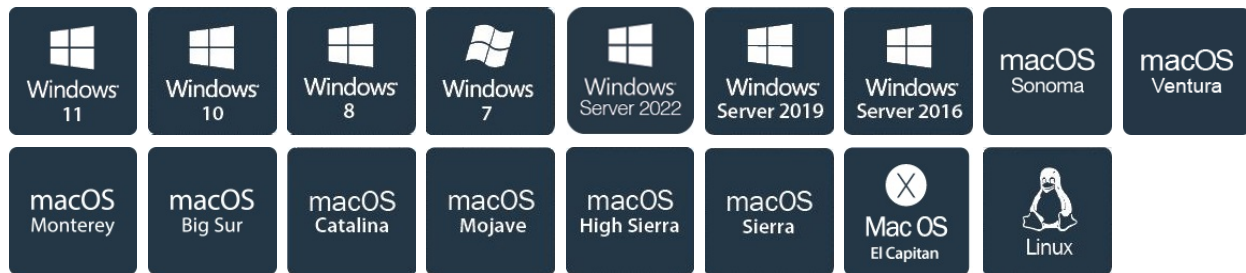 Windows
11
Windows
10
Windows
8
Windows
7
Windows
Server 2022
Windows
Server 2019
Windows
Server 2016
macOS
Sonoma
macOS
Ventura
macOS
Monterey
macOS
Big Sur
macOS
Catalina
macOS
Mojave
macOS
High Sierra
macOS
Sierra
X
Mac OS
El Capitan
Linux